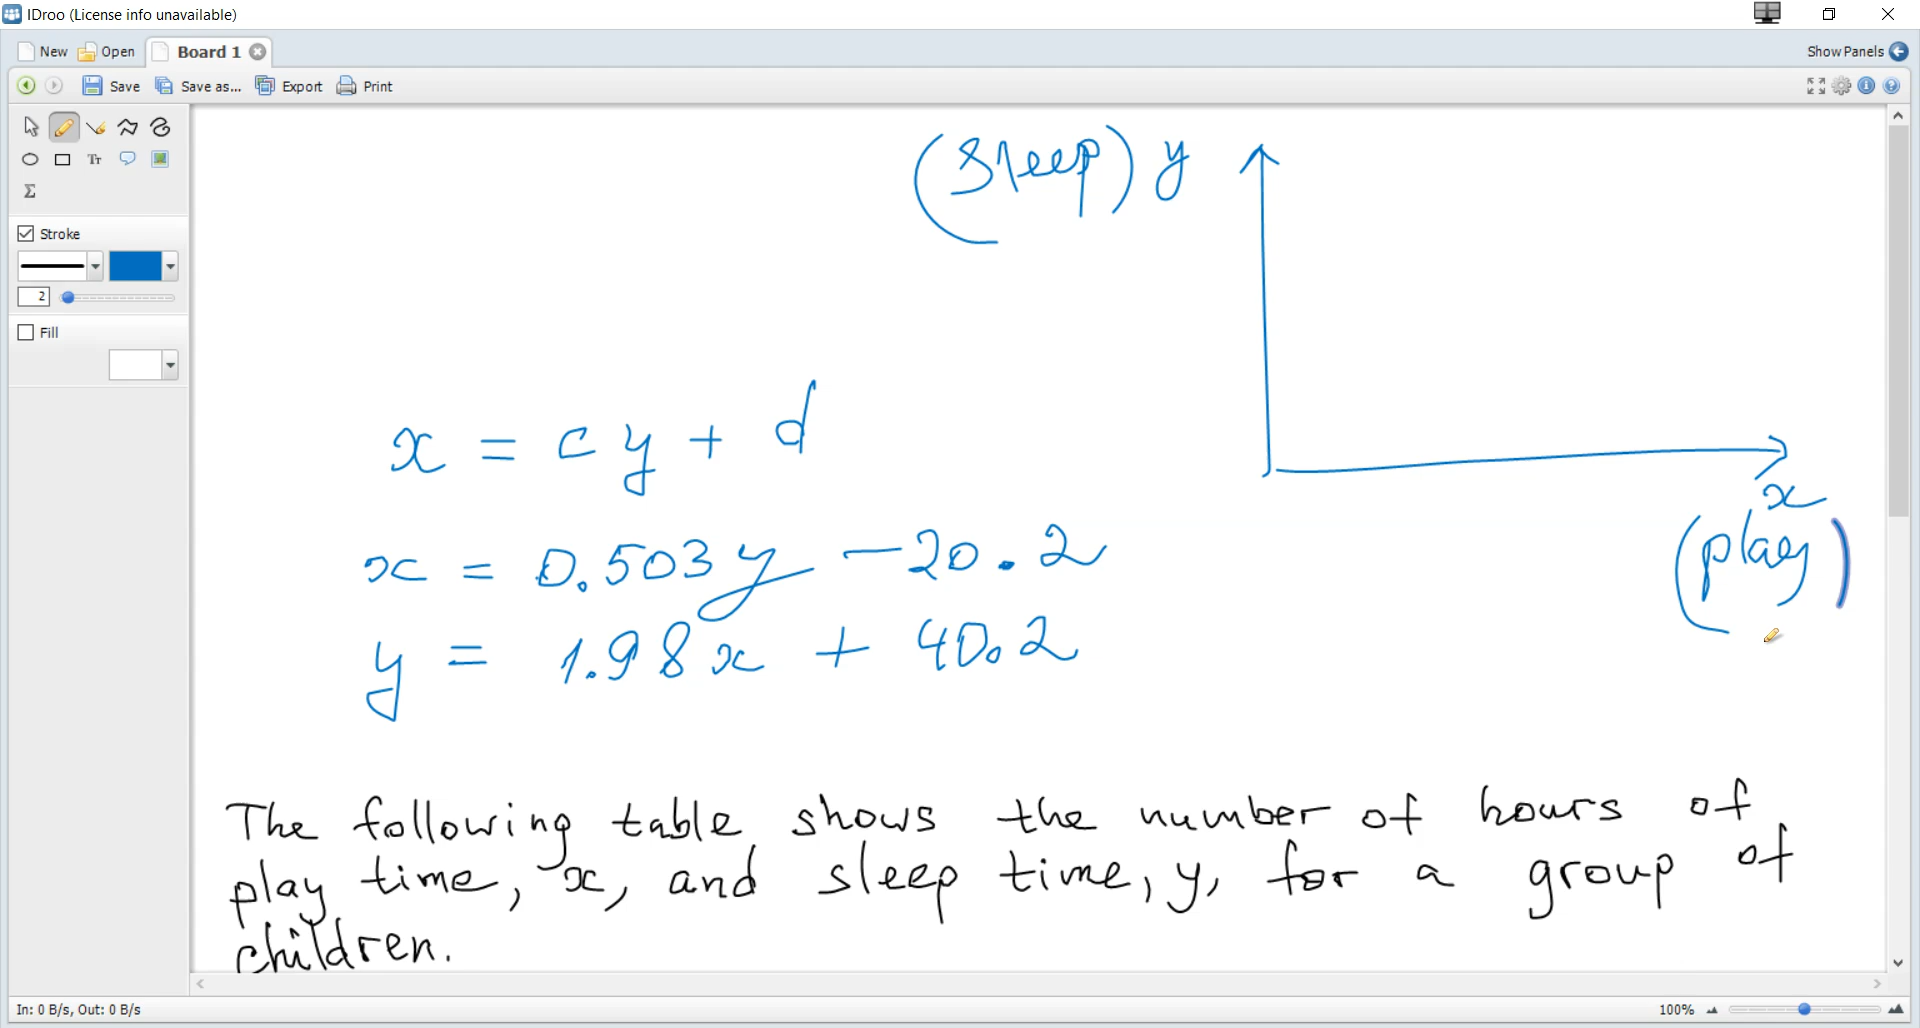 IDroo (License info unavailable)
New Open Board 1 Show Panels
Save Save as... Export Print
Tr
Σ
Stroke
2
Fill
(Sleep) y
x
(play)
x = c y + d
x = 0.503y - 20.2
y = 1.98x + 40.2
The following table shows the number of hours of
play time, x, and sleep time, y, for a group of
children.
In: 0 B/s, Out: 0 B/s 100%